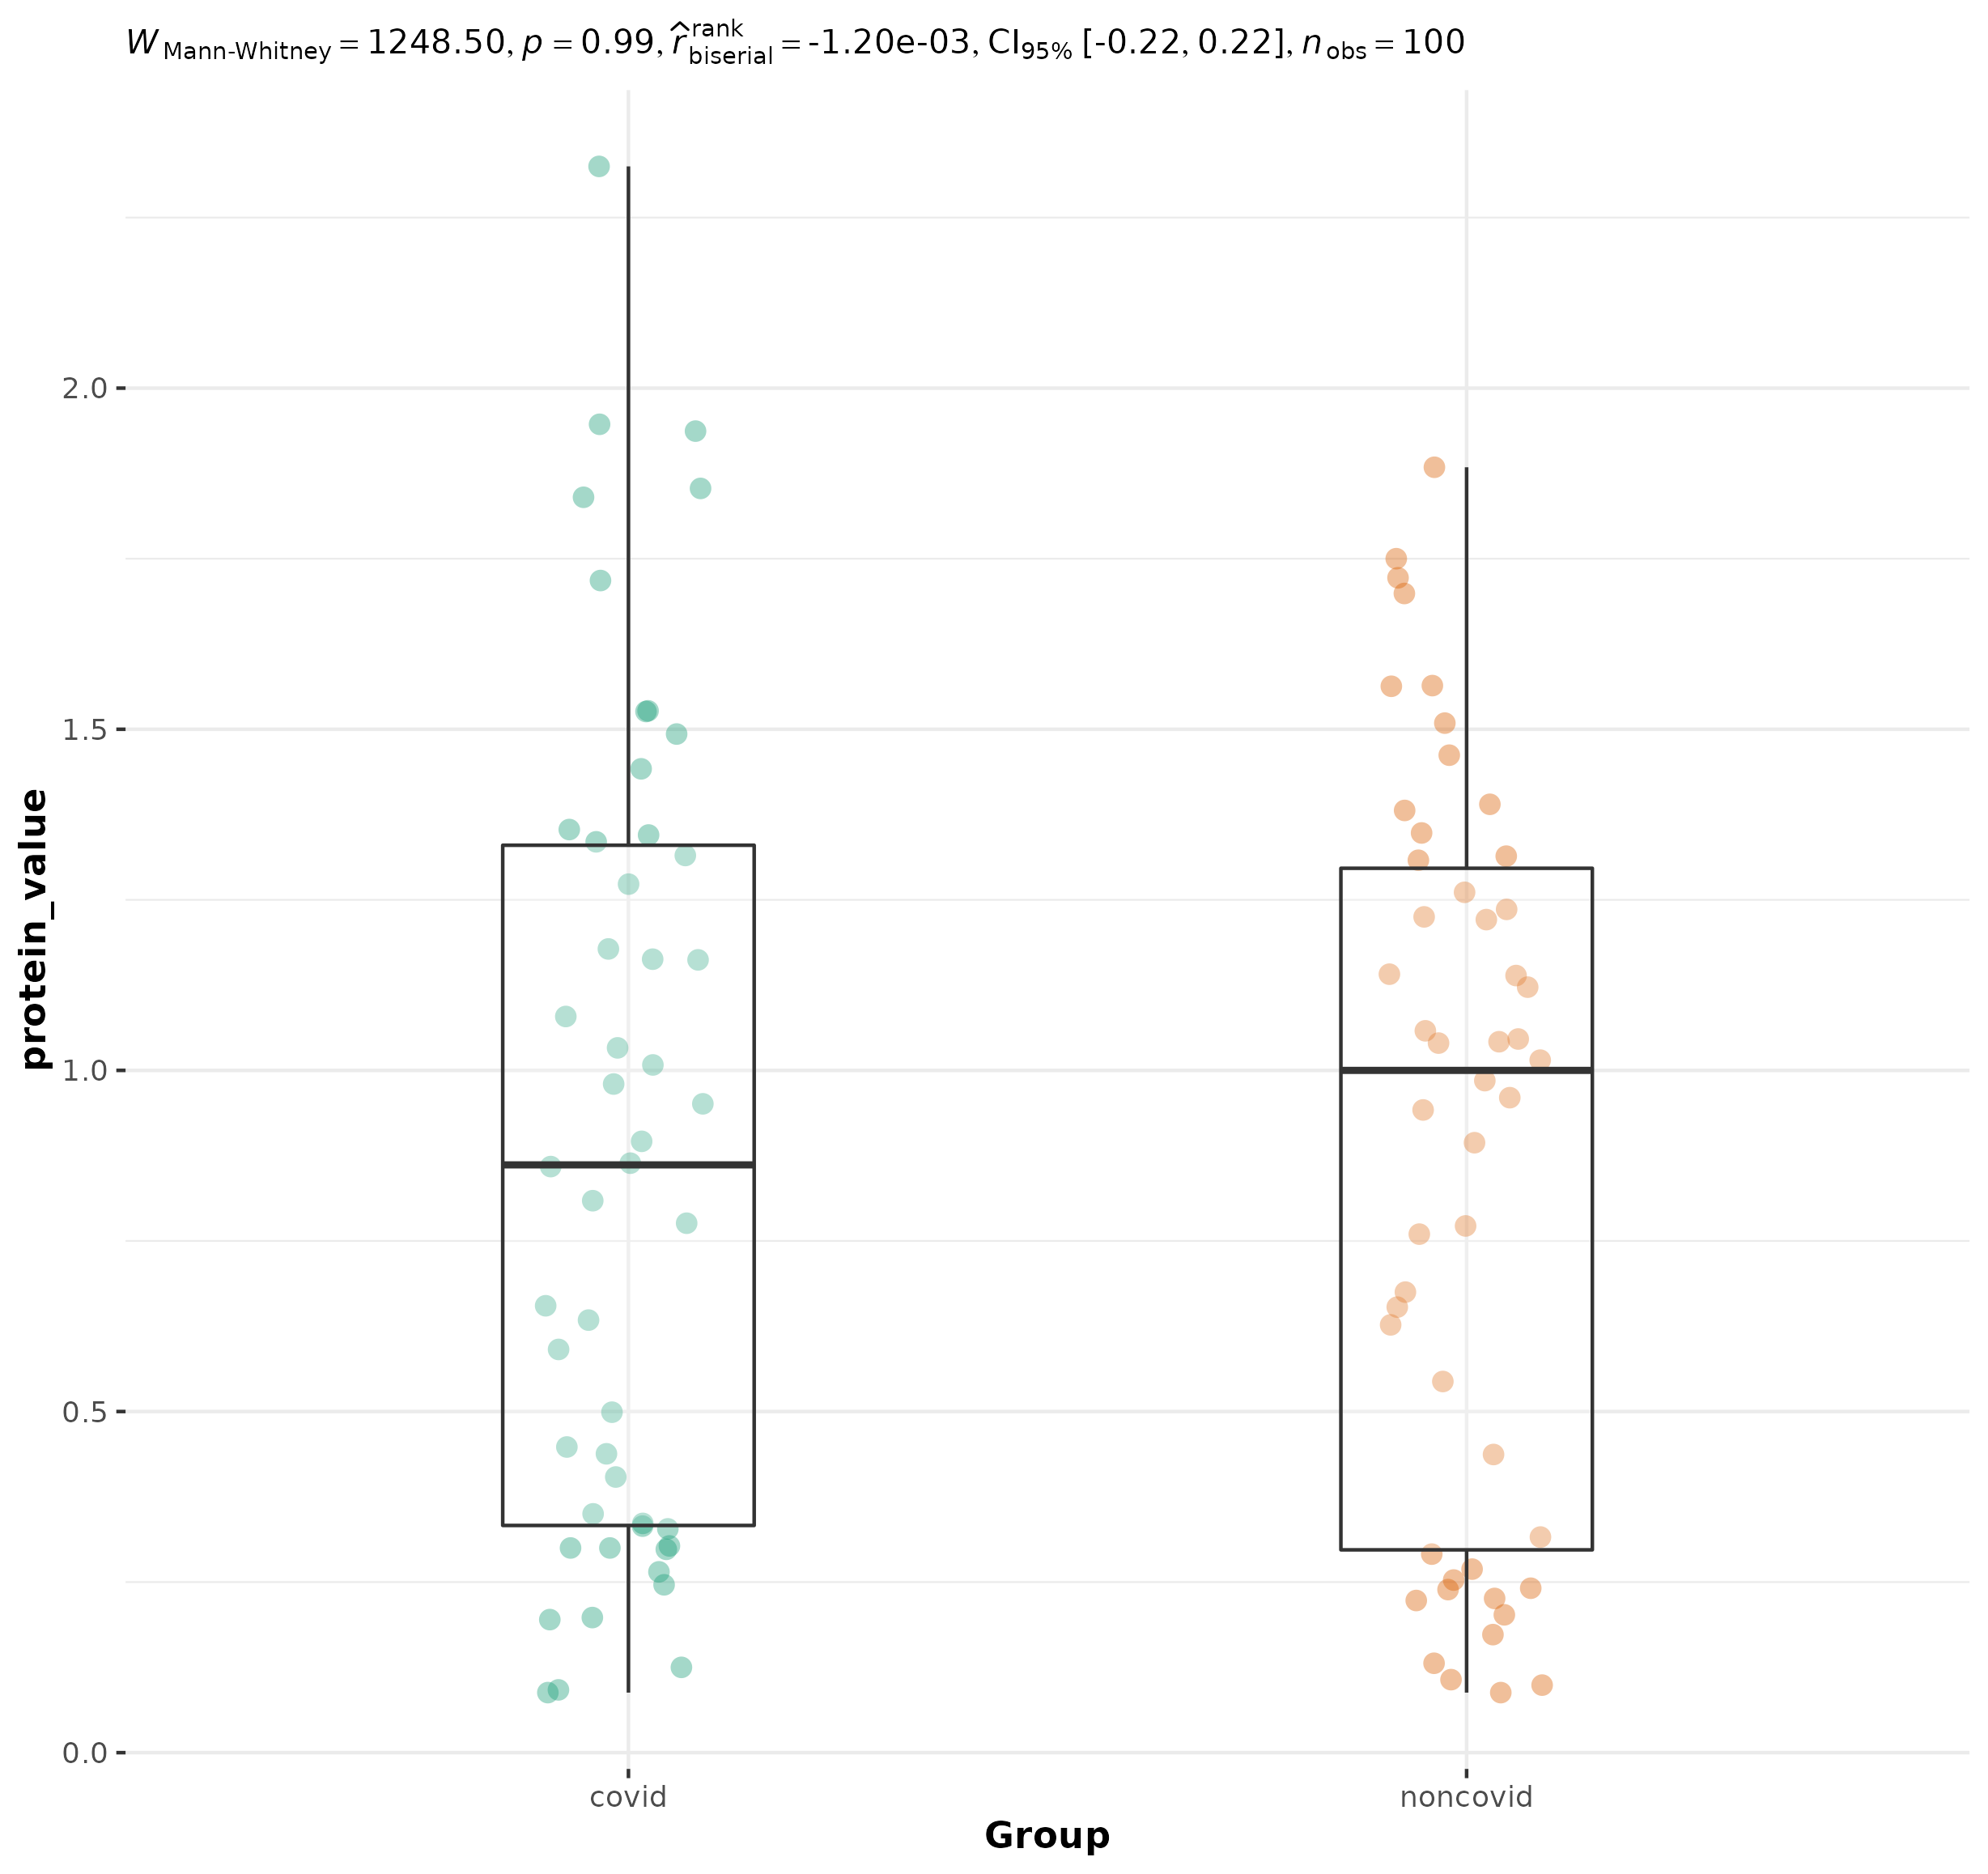 W Mann-Whitney = 1248.50, p = 0.99, r̂ rank biserial = -1.20e-03, CI95% [-0.22, 0.22], n obs = 100
2.0
1.5
1.0
0.5
0.0
protein_value
covid noncovid
Group